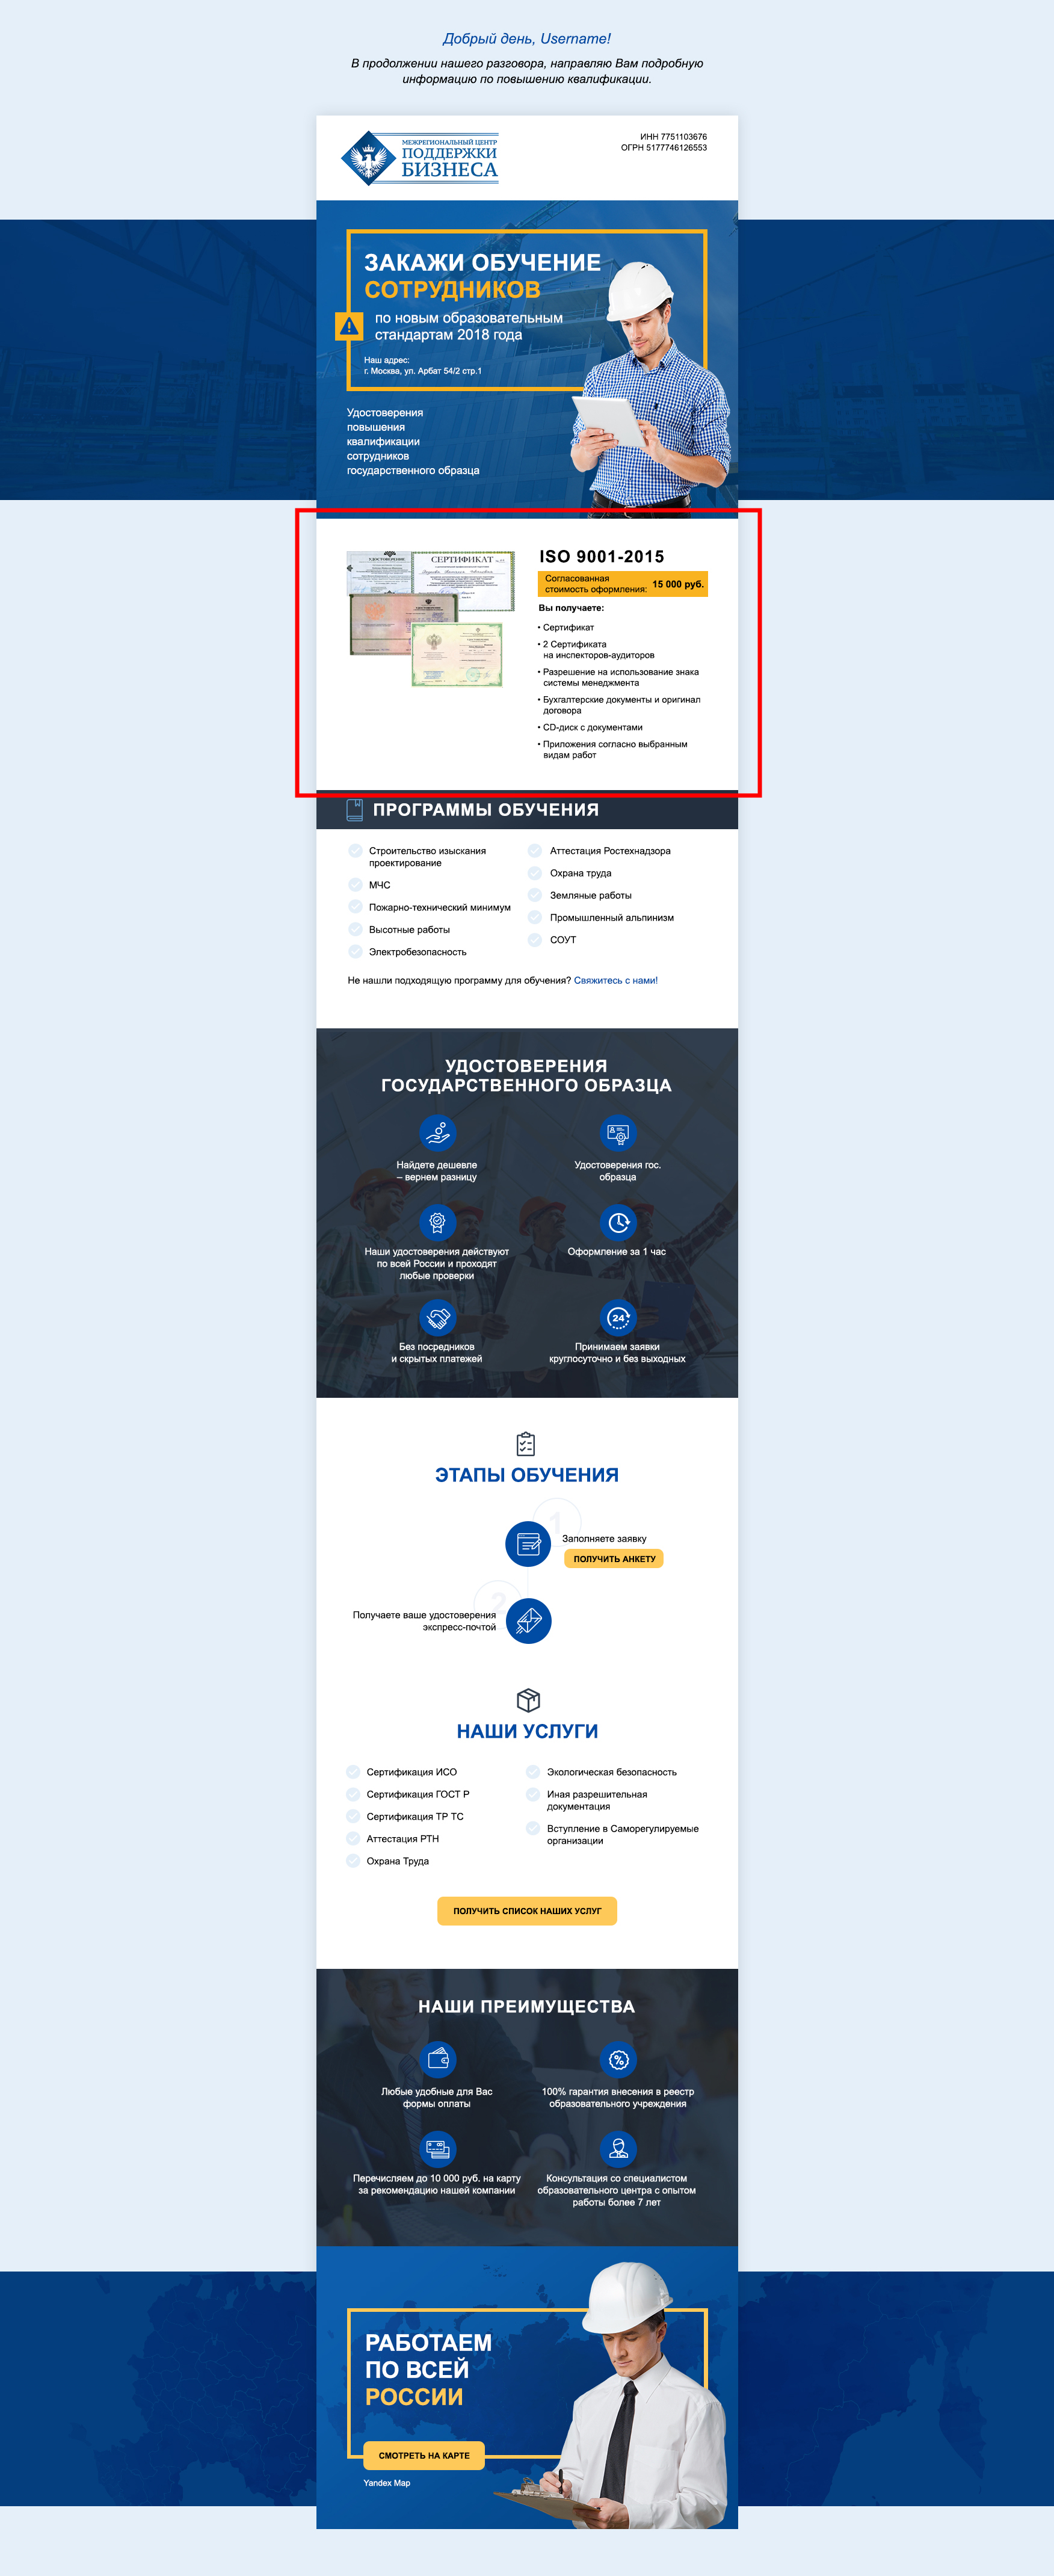 Добрый день, Username!
В продолжении нашего разговора, направляю Вам подробную
информацию по повышению квалификации.
МЕЖРЕГИОНАЛЬНЫЙ ЦЕНТР
ПОДДЕРЖКИ
БИЗНЕСА
ИНН 7751103676
ОГРН 5177746126553
ЗАКАЖИ ОБУЧЕНИЕ
СОТРУДНИКОВ
по новым образовательным
стандартам 2018 года
Наш адрес:
г. Москва, ул. Арбат 54/2 стр.1
Удостоверения
повышения
квалификации
сотрудников
государственного образца
УДОСТОВЕРЕНИЕ
СЕРТИФИКАТ
ISO 9001-2015
Согласованная
стоимость оформления: 15 000 руб.
Вы получаете:
• Сертификат
• 2 Сертификата
на инспекторов-аудиторов
• Разрешение на использование знака
системы менеджмента
• Бухгалтерские документы и оригинал
договора
• CD-диск с документами
• Приложения согласно выбранным
видам работ
ПРОГРАММЫ ОБУЧЕНИЯ
Строительство изыскания
проектирование
МЧС
Пожарно-технический минимум
Высотные работы
Электробезопасность
Аттестация Ростехнадзора
Охрана труда
Земляные работы
Промышленный альпинизм
СОУТ
Не нашли подходящую программу для обучения? Свяжитесь с нами!
УДОСТОВЕРЕНИЯ
ГОСУДАРСТВЕННОГО ОБРАЗЦА
Найдете дешевле
– вернем разницу
Удостоверения гос.
образца
Наши удостоверения действуют
по всей России и проходят
любые проверки
Оформление за 1 час
Без посредников
и скрытых платежей
24
Принимаем заявки
круглосуточно и без выходных
ЭТАПЫ ОБУЧЕНИЯ
1
Заполняете заявку
ПОЛУЧИТЬ АНКЕТУ
2
Получаете ваше удостоверения
экспресс-почтой
НАШИ УСЛУГИ
Сертификация ИСО
Сертификация ГОСТ Р
Сертификация ТР ТС
Аттестация РТН
Охрана Труда
Экологическая безопасность
Иная разрешительная
документация
Вступление в Саморегулируемые
организации
ПОЛУЧИТЬ СПИСОК НАШИХ УСЛУГ
НАШИ ПРЕИМУЩЕСТВА
Любые удобные для Вас
формы оплаты
%
100% гарантия внесения в реестр
образовательного учреждения
Перечисляем до 10 000 руб. на карту
за рекомендацию нашей компании
Консультация со специалистом
образовательного центра с опытом
работы более 7 лет
РАБОТАЕМ
ПО ВСЕЙ
РОССИИ
СМОТРЕТЬ НА КАРТЕ
Yandex Map